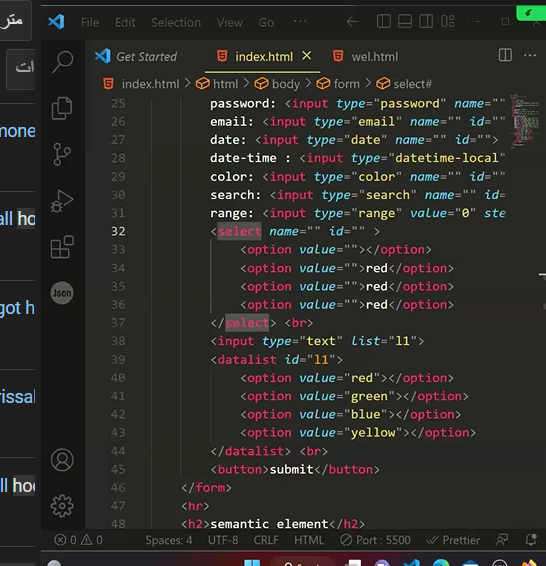 متر
ات
mone
all ho
got h
rissal
ll hoo
File Edit Selection View Go ···
Get Started index.html wel.html ···
index.html > html > body > form > select#
25 password: <input type="password" name=""
26 email: <input type="email" name="" id=""
27 date: <input type="date" name="" id="">
28 date-time : <input type="datetime-local"
29 color: <input type="color" name="" id=""
30 search: <input type="search" name="" id=
31 range: <input type="range" value="0" ste
32 <select name="" id="" >
33 <option value=""></option>
34 <option value="">red</option>
35 <option value="">red</option>
36 <option value="">red</option>
37 </select> <br>
38 <input type="text" list="l1">
39 <datalist id="l1">
40 <option value="red"></option>
41 <option value="green"></option>
42 <option value="blue"></option>
43 <option value="yellow"></option>
44 </datalist> <br>
45 <button>submit</button>
46 </form>
47 <hr>
48 <h2>semantic element</h2>
Json
0 0 Spaces: 4 UTF-8 CRLF HTML Port : 5500 Prettier